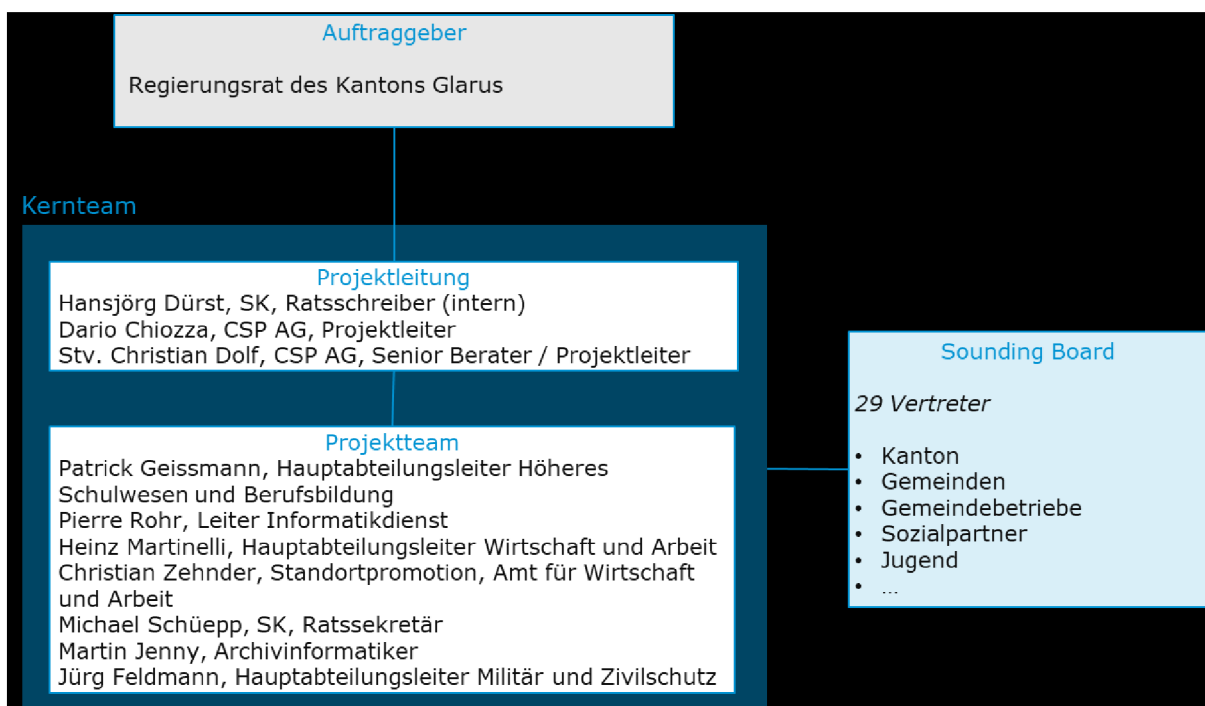 Auftraggeber
Regierungsrat des Kantons Glarus
Kernteam
Projektleitung
Hansjörg Dürst, SK, Ratsschreiber (intern)
Dario Chiozza, CSP AG, Projektleiter
Stv. Christian Dolf, CSP AG, Senior Berater / Projektleiter
Projektteam
Patrick Geissmann, Hauptabteilungsleiter Höheres
Schulwesen und Berufsbildung
Pierre Rohr, Leiter Informatikdienst
Heinz Martinelli, Hauptabteilungsleiter Wirtschaft und Arbeit
Christian Zehnder, Standortpromotion, Amt für Wirtschaft
und Arbeit
Michael Schüepp, SK, Ratssekretär
Martin Jenny, Archivinformatiker
Jürg Feldmann, Hauptabteilungsleiter Militär und Zivilschutz
Sounding Board
29 Vertreter
• Kanton
• Gemeinden
• Gemeindebetriebe
• Sozialpartner
• Jugend
• ...